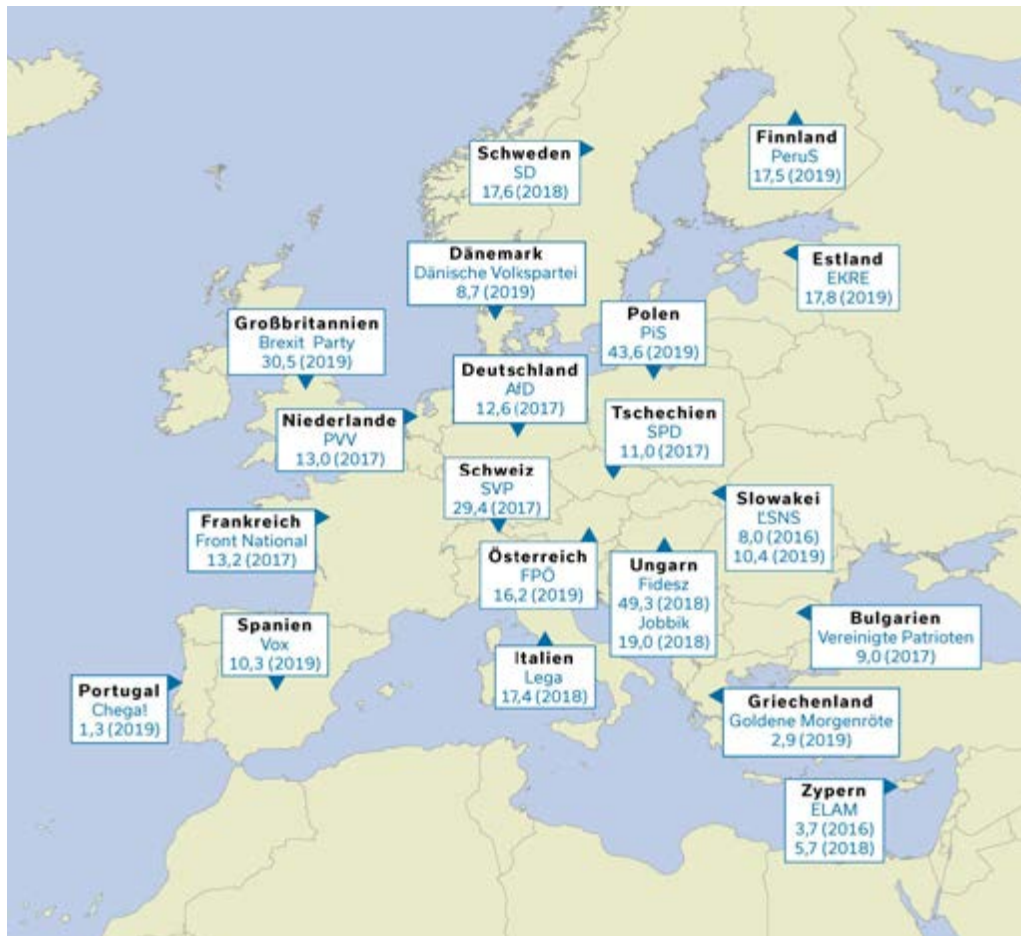 Finnland
PeruS
17,5 (2019)
Schweden
SD
17,6 (2018)
Dänemark
Dänische Volkspartei
8,7 (2019)
Estland
EKRE
17,8 (2019)
Großbritannien
Brexit Party
30,5 (2019)
Polen
PiS
43,6 (2019)
Deutschland
AfD
12,6 (2017)
Niederlande
PVV
13,0 (2017)
Tschechien
SPD
11,0 (2017)
Schweiz
SVP
29,4 (2017)
Slowakei
ĽSNS
8,0 (2016)
10,4 (2019)
Frankreich
Front National
13,2 (2017)
Österreich
FPÖ
16,2 (2019)
Ungarn
Fidesz
49,3 (2018)
Jobbik
19,0 (2018)
Bulgarien
Vereinigte Patrioten
9,0 (2017)
Spanien
Vox
10,3 (2019)
Italien
Lega
17,4 (2018)
Portugal
Chega!
1,3 (2019)
Griechenland
Goldene Morgenröte
2,9 (2019)
Zypern
ELAM
3,7 (2016)
5,7 (2018)